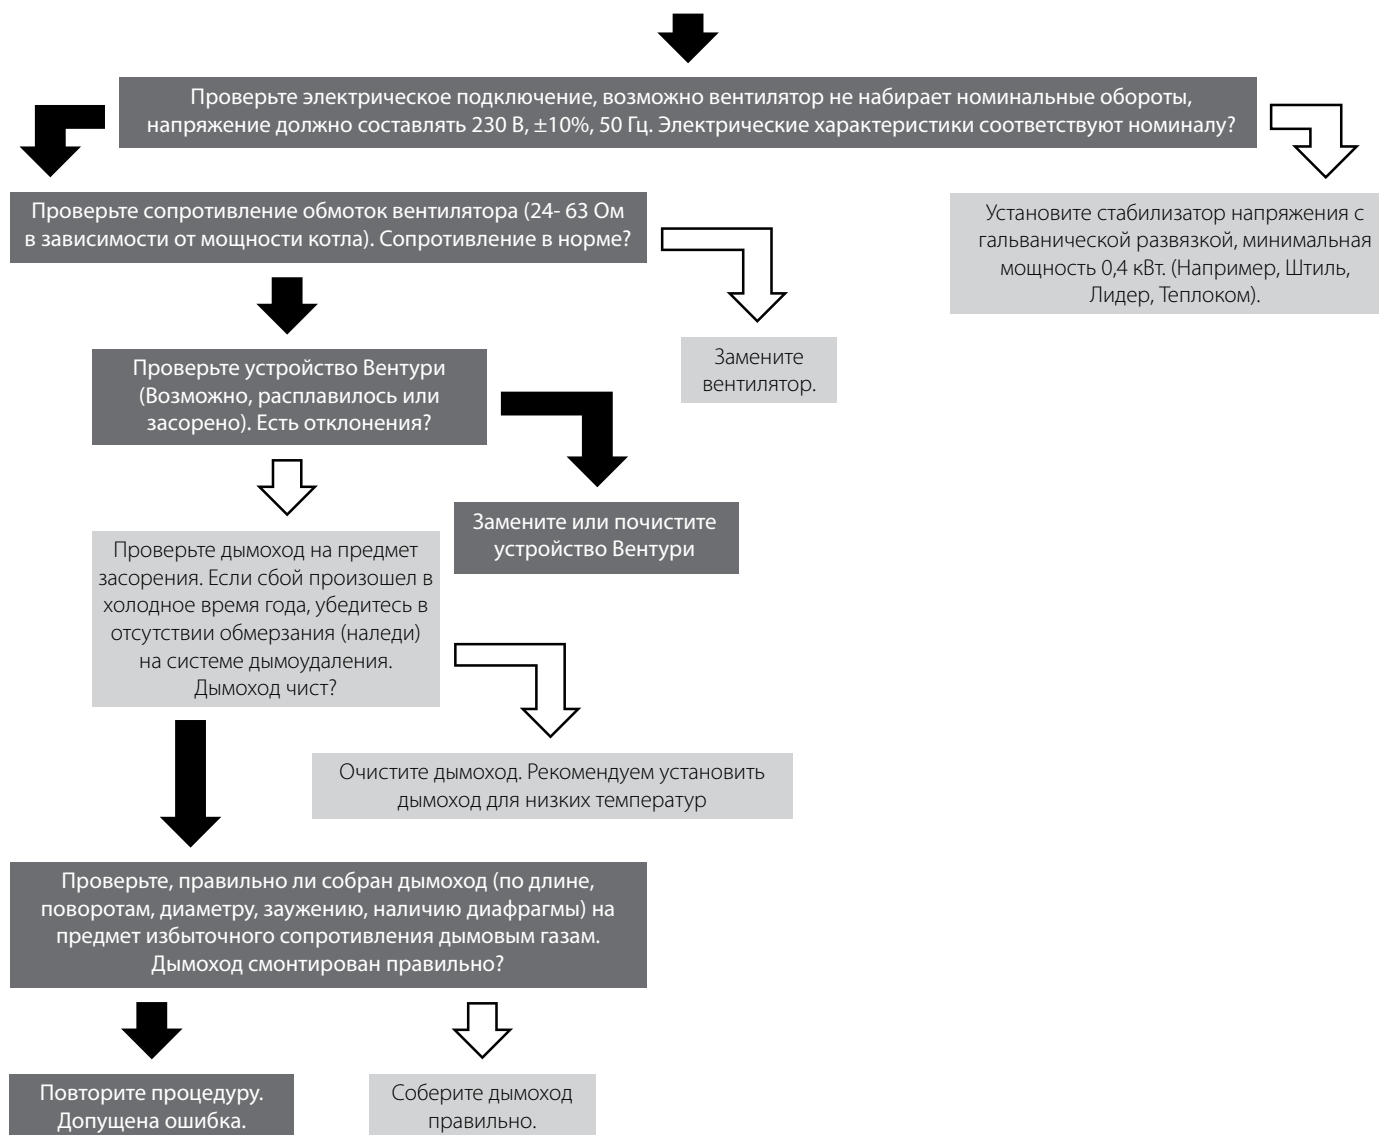 Проверьте электрическое подключение, возможно вентилятор не набирает номинальные обороты,
напряжение должно составлять 230 В, ±10%, 50 Гц. Электрические характеристики соответствуют номиналу?
Проверьте сопротивление обмоток вентилятора (24- 63 Ом
в зависимости от мощности котла). Сопротивление в норме?
Установите стабилизатор напряжения с
гальванической развязкой, минимальная
мощность 0,4 кВт. (Например, Штиль,
Лидер, Теплоком).
Замените
вентилятор.
Проверьте устройство Вентури
(Возможно, расплавилось или
засорено). Есть отклонения?
Замените или почистите
устройство Вентури
Проверьте дымоход на предмет
засорения. Если сбой произошел в
холодное время года, убедитесь в
отсутствии обмерзания (наледи)
на системе дымоудаления.
Дымоход чист?
Очистите дымоход. Рекомендуем установить
дымоход для низких температур
Проверьте, правильно ли собран дымоход (по длине,
поворотам, диаметру, заужению, наличию диафрагмы) на
предмет избыточного сопротивления дымовым газам.
Дымоход смонтирован правильно?
Повторите процедуру.
Допущена ошибка.
Соберите дымоход
правильно.